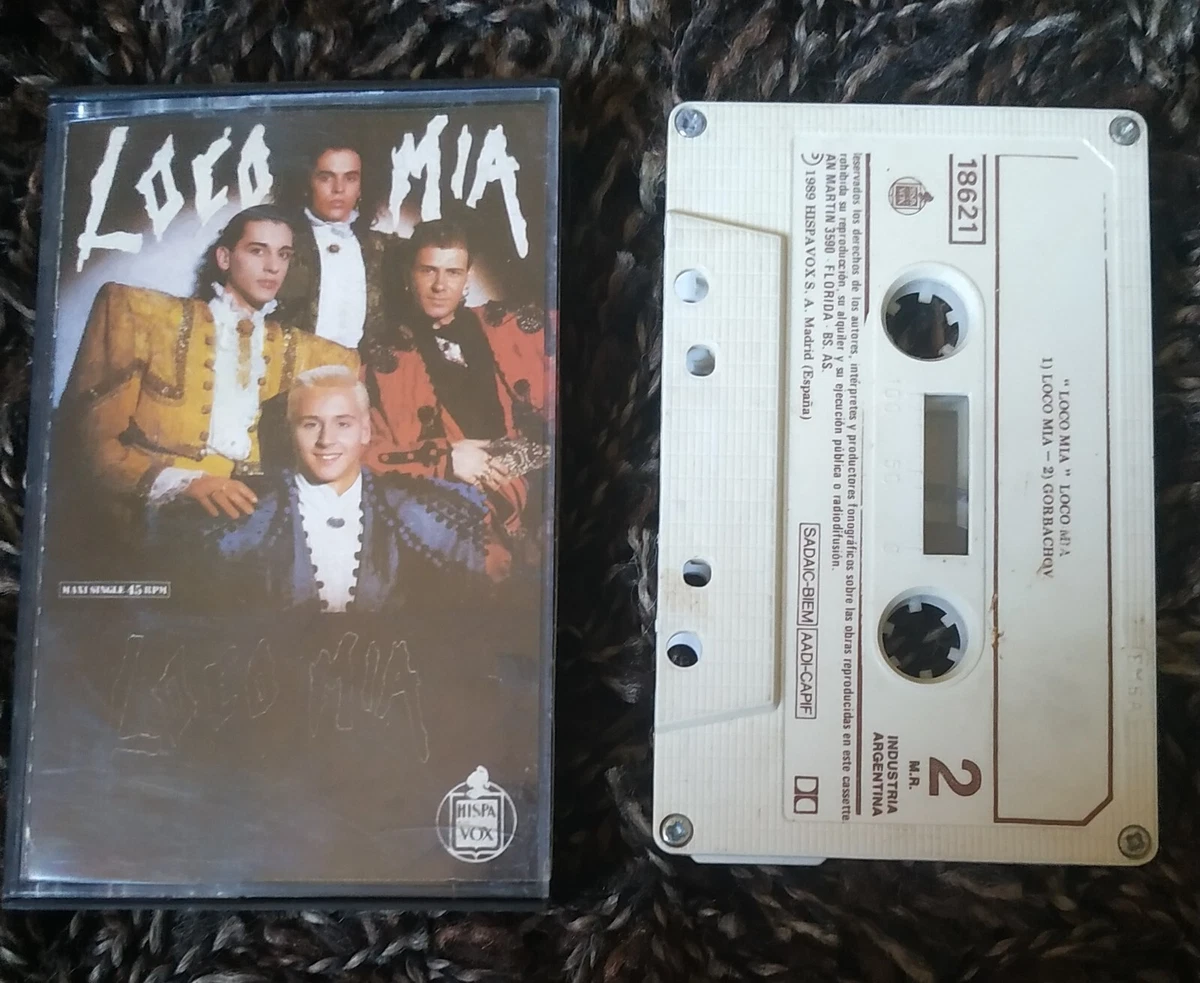 LOCO MIA
MAXI SINGLE 45 RPM
LOCO MIA
HISPA
VOX
" LOCO MIA " LOCO MIA
1) LOCO MIA — 2) GORBACHOV
18621
2
M.R.
INDUSTRIA
ARGENTINA
eservados los derechos de los autores, intérpretes y productores fonográficos sobre las obras reproducidas en este cassette.
rohibida su reproducción, su alquiler y su ejecución pública o radiodifusión.
AN MARTIN 3590 - FLORIDA - BS. AS.
1989 HISPAVOX S. A. Madrid (España)
SADAIC-BIEM AADI-CAPIF